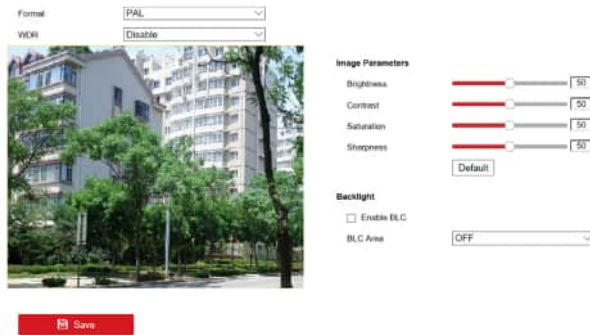 Format PAL
WDR Disable
Image Parameters
Brightness 50
Contrast 50
Saturation 50
Sharpness 50
Default
Backlight
Enable BLC
BLC Area OFF
Save